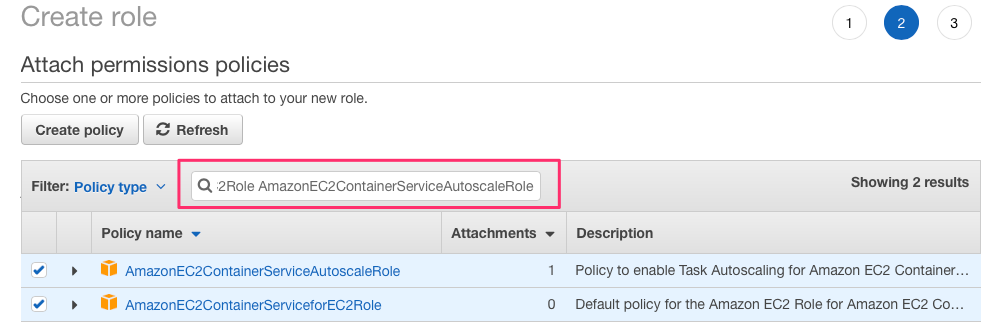 Create role
1 2 3
Attach permissions policies
Choose one or more policies to attach to your new role.
Create policy Refresh
Filter: Policy type 2Role AmazonEC2ContainerServiceAutoscaleRole Showing 2 results
Policy name Attachments Description
AmazonEC2ContainerServiceAutoscaleRole 1 Policy to enable Task Autoscaling for Amazon EC2 Container…
AmazonEC2ContainerServiceforEC2Role 0 Default policy for the Amazon EC2 Role for Amazon EC2 Co…